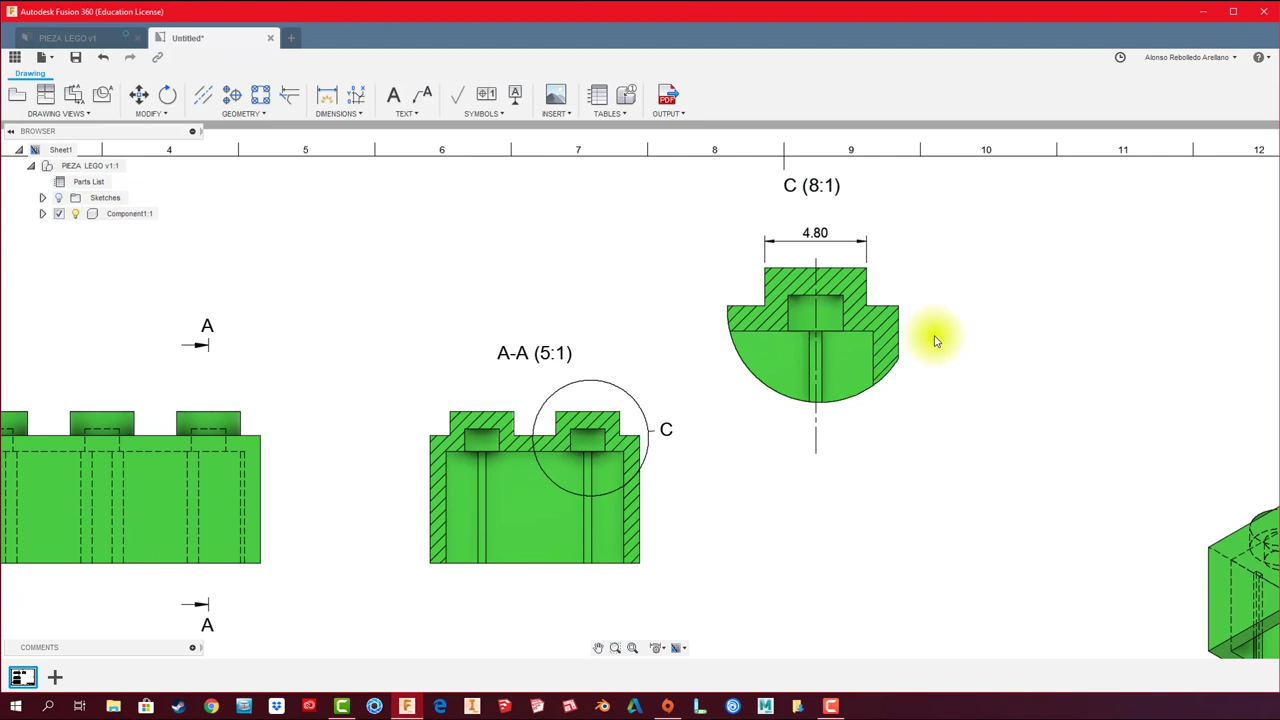 Autodesk Fusion 360 (Education License)
PIEZA LEGO v1
Untitled*
Alonso Rebolledo Arellano
Drawing
DRAWING VIEWS
MODIFY
GEOMETRY
DIMENSIONS
TEXT
SYMBOLS
INSERT
TABLES
OUTPUT
BROWSER
Sheet1
PIEZA LEGO v1:1
Parts List
Sketches
Component1:1
4 5 6 7 8 9 10 11 12
C (8:1)
4.80
A
A-A (5:1)
C
A
COMMENTS